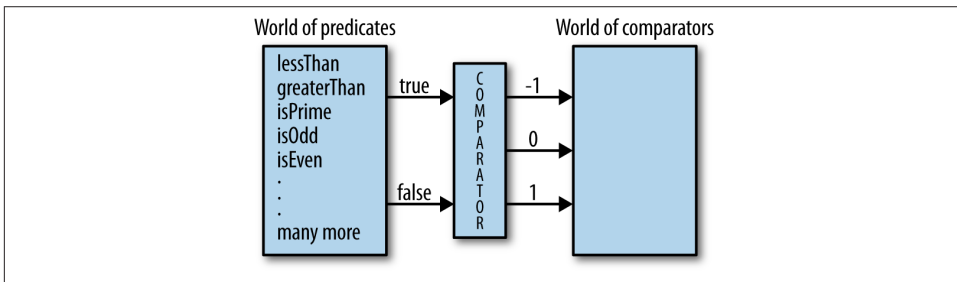 World of predicates
World of comparators
lessThan
greaterThan
isPrime
isOdd
isEven
.
.
.
many more
true
false
COMPARATOR
-1
0
1